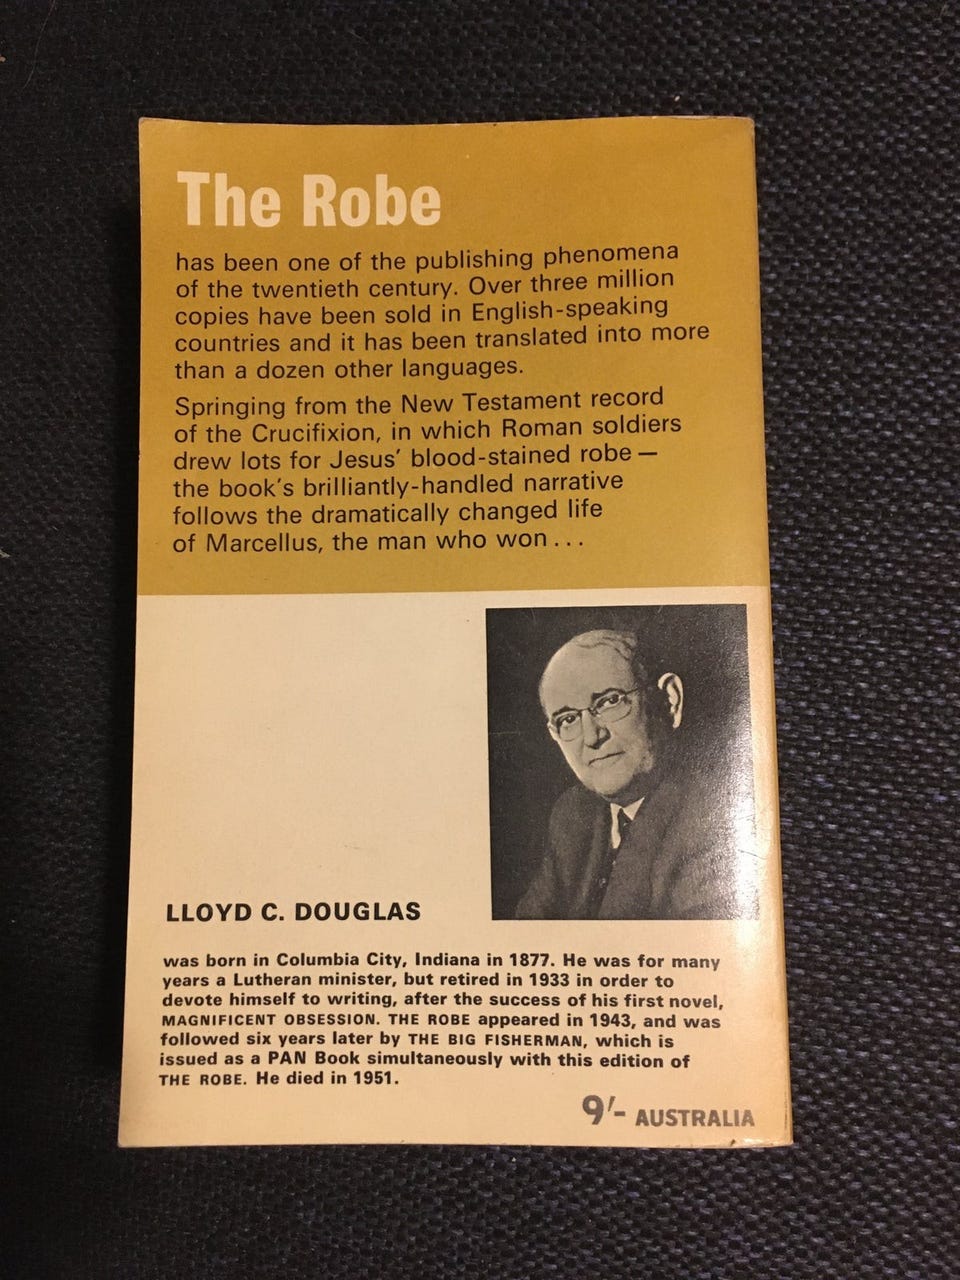 The Robe
has been one of the publishing phenomena
of the twentieth century. Over three million
copies have been sold in English-speaking
countries and it has been translated into more
than a dozen other languages.
Springing from the New Testament record
of the Crucifixion, in which Roman soldiers
drew lots for Jesus' blood-stained robe —
the book's brilliantly-handled narrative
follows the dramatically changed life
of Marcellus, the man who won . . .
LLOYD C. DOUGLAS
was born in Columbia City, Indiana in 1877. He was for many
years a Lutheran minister, but retired in 1933 in order to
devote himself to writing, after the success of his first novel,
MAGNIFICENT OBSESSION. THE ROBE appeared in 1943, and was
followed six years later by THE BIG FISHERMAN, which is
issued as a PAN Book simultaneously with this edition of
THE ROBE. He died in 1951.
9/- AUSTRALIA